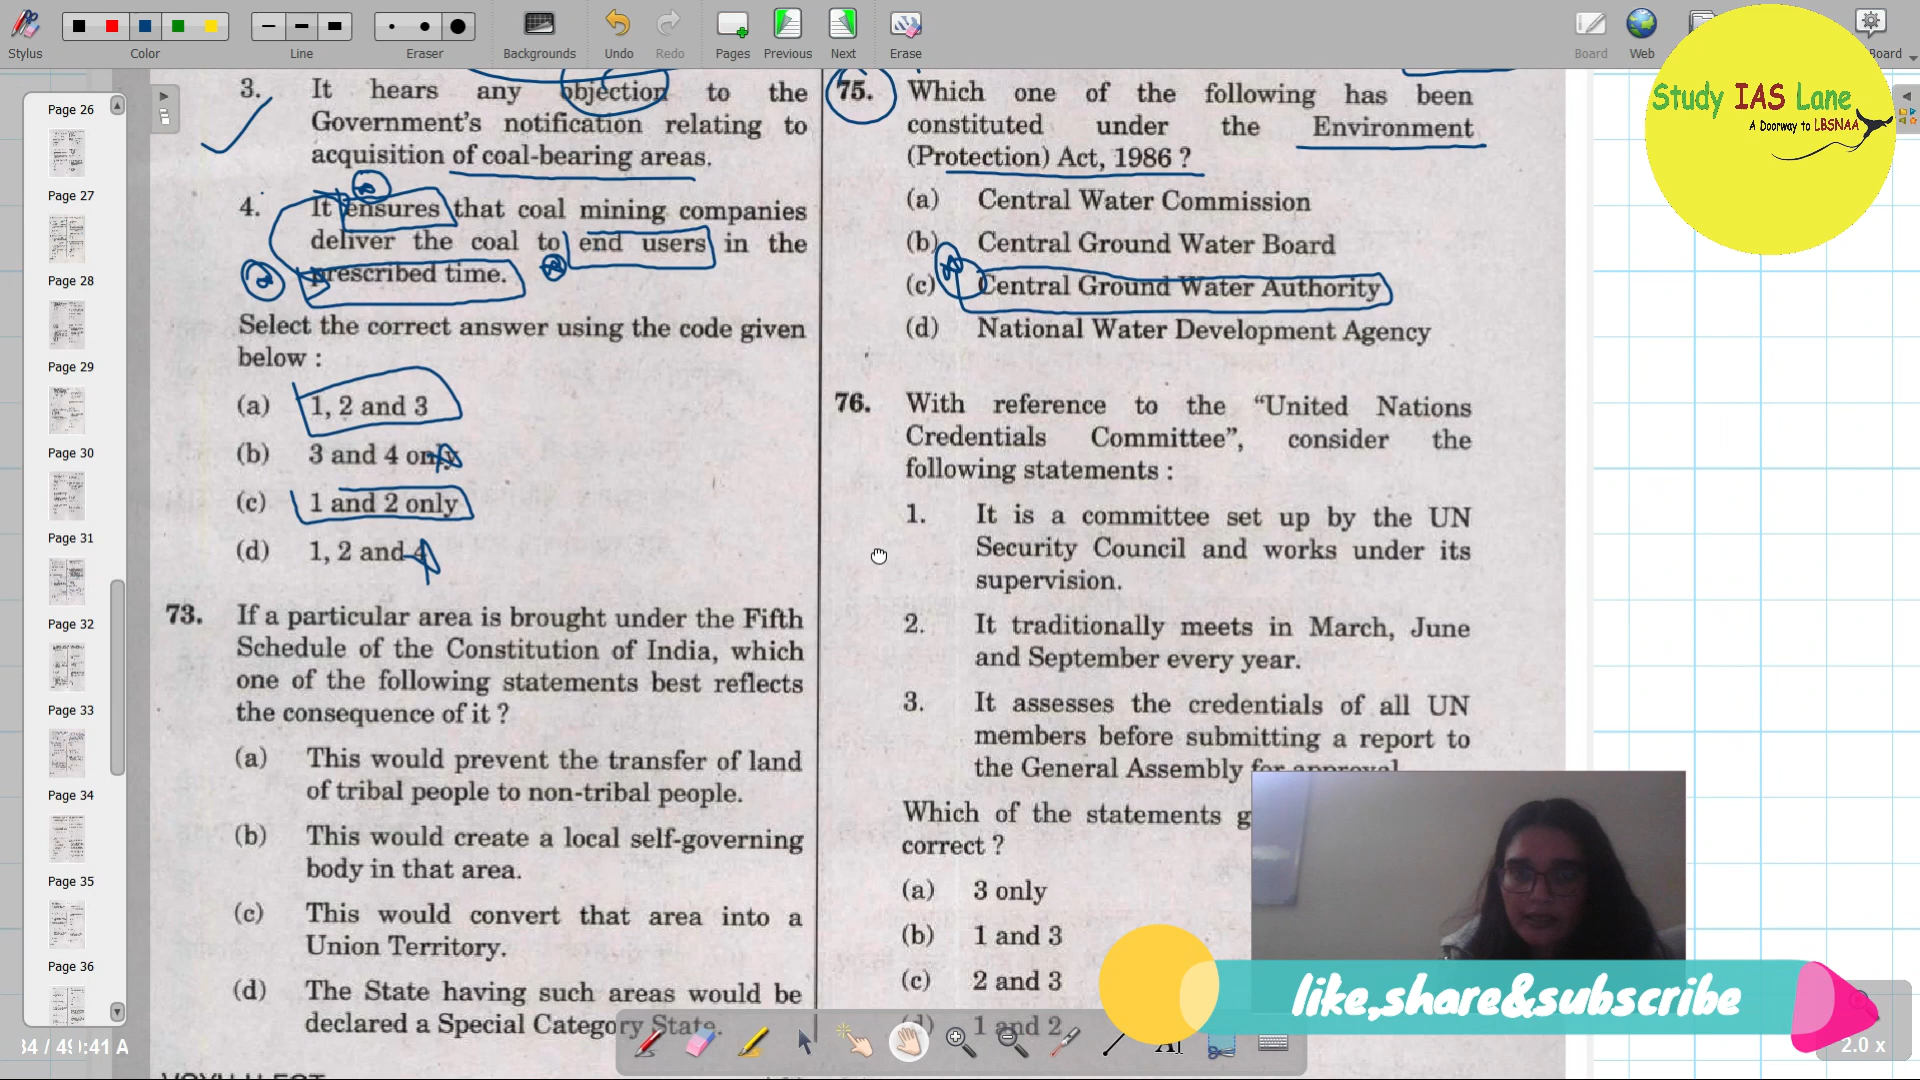 Stylus
Color
Line
Eraser
Backgrounds
Undo
Redo
Pages
Previous
Next
Erase
Board
Web
Board
Study IAS Lane
A Doorway to LBSNAA
Page 26
Page 27
Page 28
Page 29
Page 30
Page 31
Page 32
Page 33
Page 34
Page 35
Page 36
3. It hears any objection to the
Government's notification relating to
acquisition of coal-bearing areas.
4. It ensures that coal mining companies
deliver the coal to end users in the
prescribed time.
Select the correct answer using the code given
below :
(a) 1, 2 and 3
(b) 3 and 4 only
(c) 1 and 2 only
(d) 1, 2 and 4
73. If a particular area is brought under the Fifth
Schedule of the Constitution of India, which
one of the following statements best reflects
the consequence of it ?
(a) This would prevent the transfer of land
of tribal people to non-tribal people.
(b) This would create a local self-governing
body in that area.
(c) This would convert that area into a
Union Territory.
(d) The State having such areas would be
declared a Special Category State.
75. Which one of the following has been
constituted under the Environment
(Protection) Act, 1986 ?
(a) Central Water Commission
(b) Central Ground Water Board
(c) Central Ground Water Authority
(d) National Water Development Agency
76. With reference to the "United Nations
Credentials Committee", consider the
following statements :
1. It is a committee set up by the UN
Security Council and works under its
supervision.
2. It traditionally meets in March, June
and September every year.
3. It assesses the credentials of all UN
members before submitting a report to
the General Assembly for approval.
Which of the statements
correct ?
(a) 3 only
(b) 1 and 3
(c) 2 and 3
(d) 1 and 2
like,share&subscribe
2.0 x